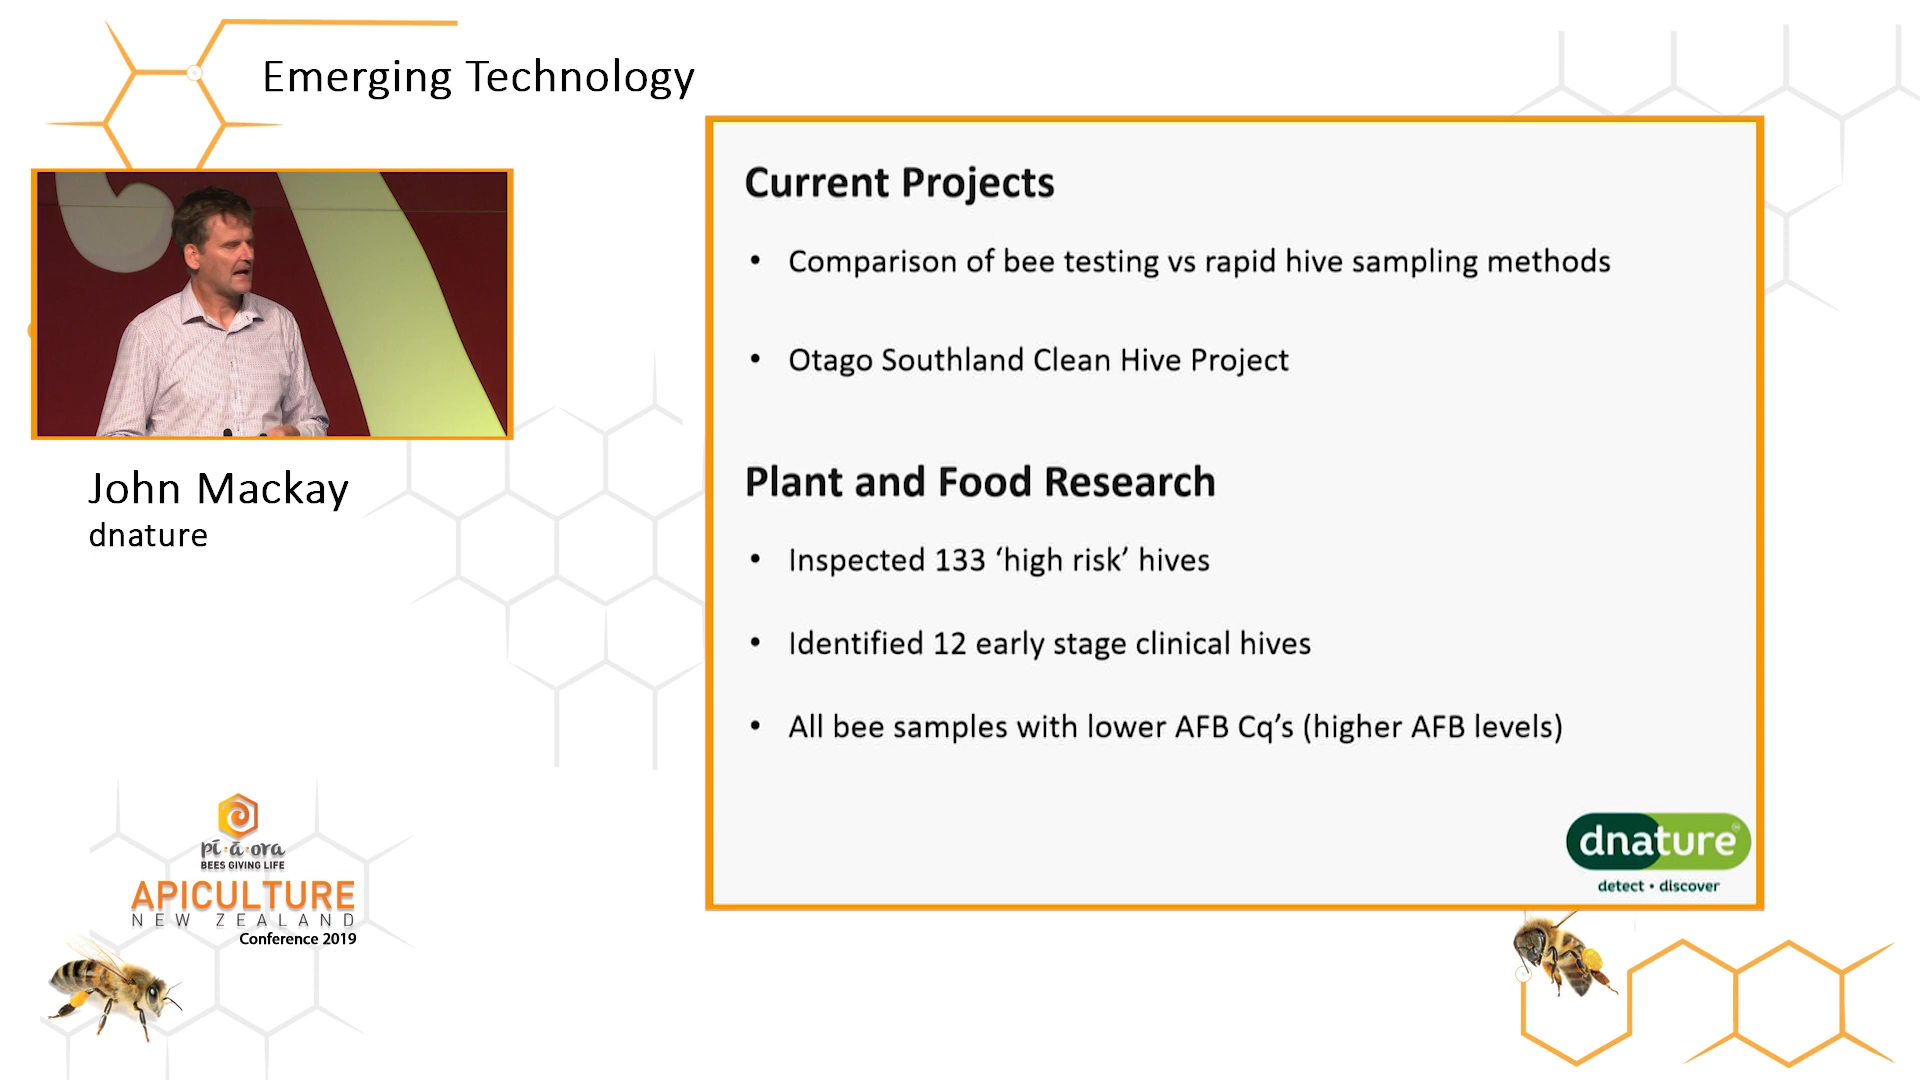 Emerging Technology
John Mackay
dnature
Current Projects
• Comparison of bee testing vs rapid hive sampling methods
• Otago Southland Clean Hive Project
Plant and Food Research
• Inspected 133 ‘high risk’ hives
• Identified 12 early stage clinical hives
• All bee samples with lower AFB Cq’s (higher AFB levels)
dnature
detect • discover
pī·ā·ora
BEES GIVING LIFE
APICULTURE
NEW ZEALAND
Conference 2019